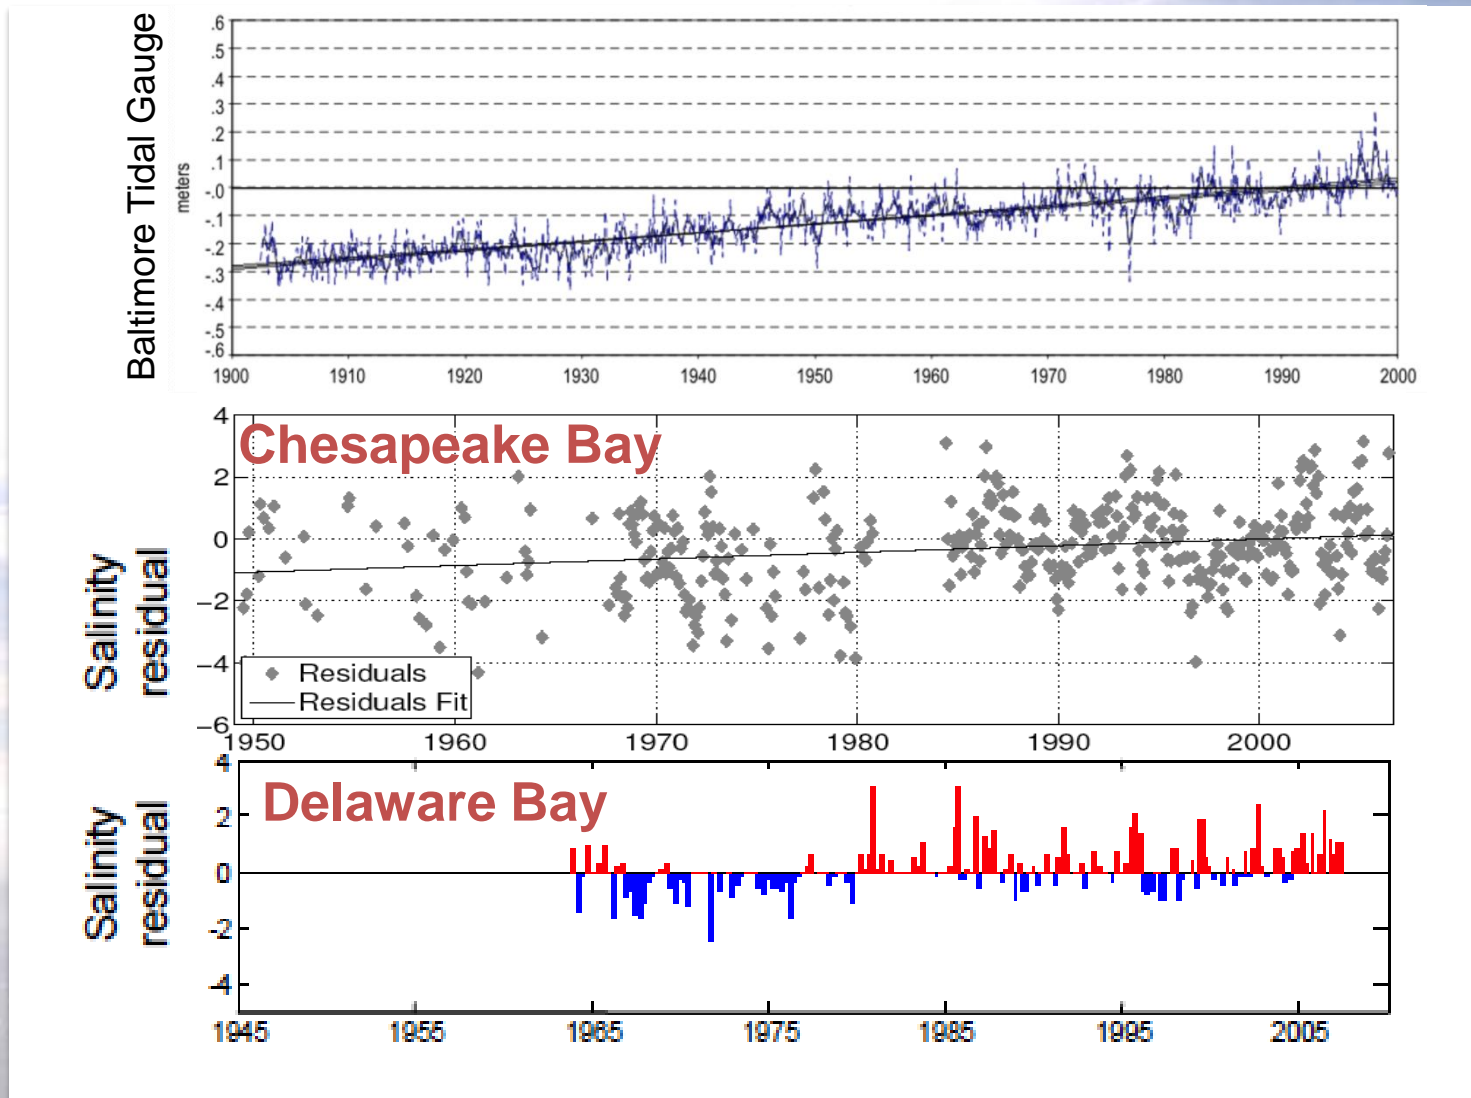 Baltimore Tidal Gauge
meters
.6
.5
.4
.3
.2
.1
-.0
-.1
-.2
-.3
-.4
-.5
-.6
1900 1910 1920 1930 1940 1950 1960 1970 1980 1990 2000
Chesapeake Bay
Salinity
residual
4
2
0
−2
−4
−6
Residuals
Residuals Fit
1950 1960 1970 1980 1990 2000
Delaware Bay
Salinity
residual
4
2
0
-2
-4
1945 1955 1965 1975 1985 1995 2005